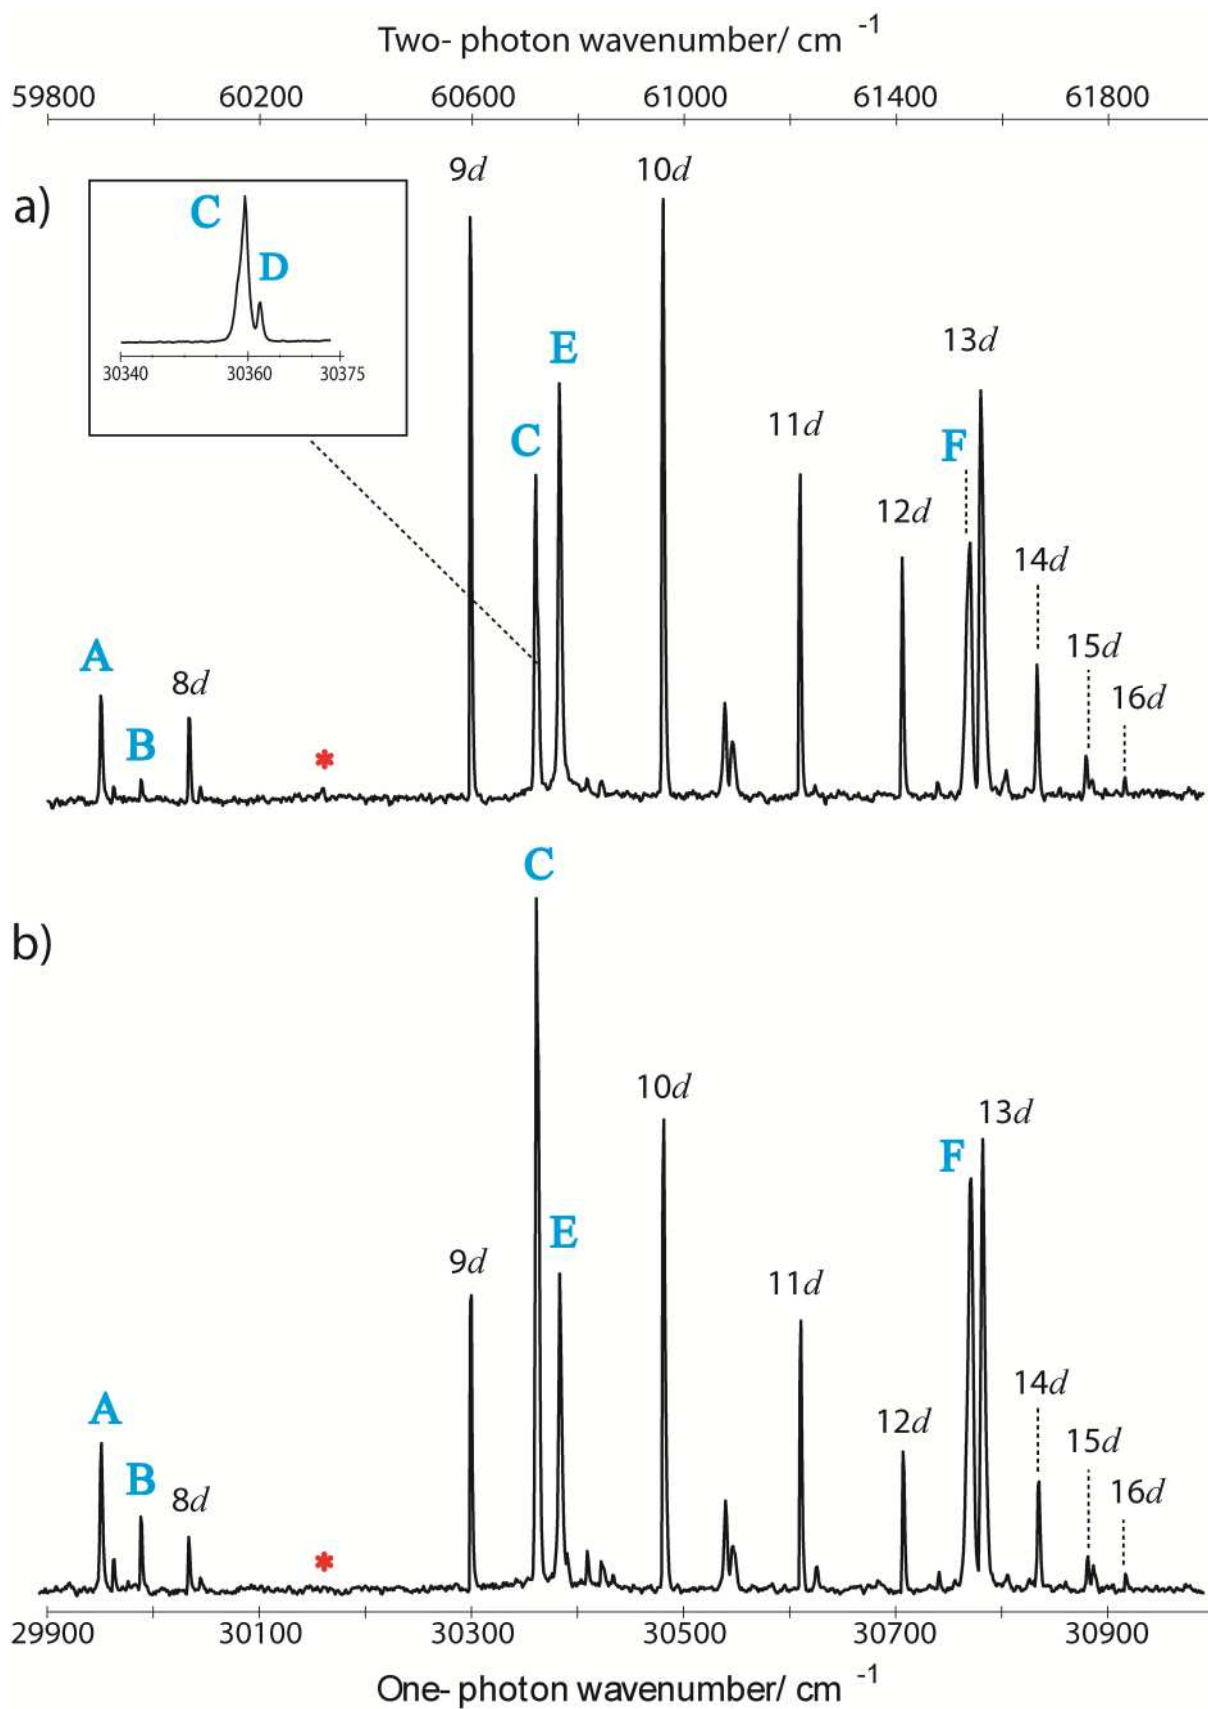 Two- photon wavenumber/ cm -1
59800 60200 60600 61000 61400 61800
a)
9d
10d
C
D
30340 30360 30375
E
13d
C
11d
F
12d
14d
A
8d
B
*
15d
16d
b)
C
10d
13d
F
E
9d
11d
14d
A
12d
15d
B
8d
16d
*
29900 30100 30300 30500 30700 30900
One- photon wavenumber/ cm -1